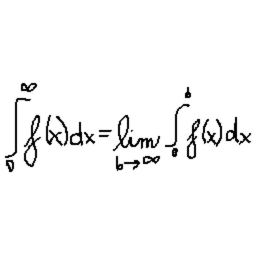 ∫₀^∞ f(x)dx = lim_{b→∞} ∫₀^b f(x)dx